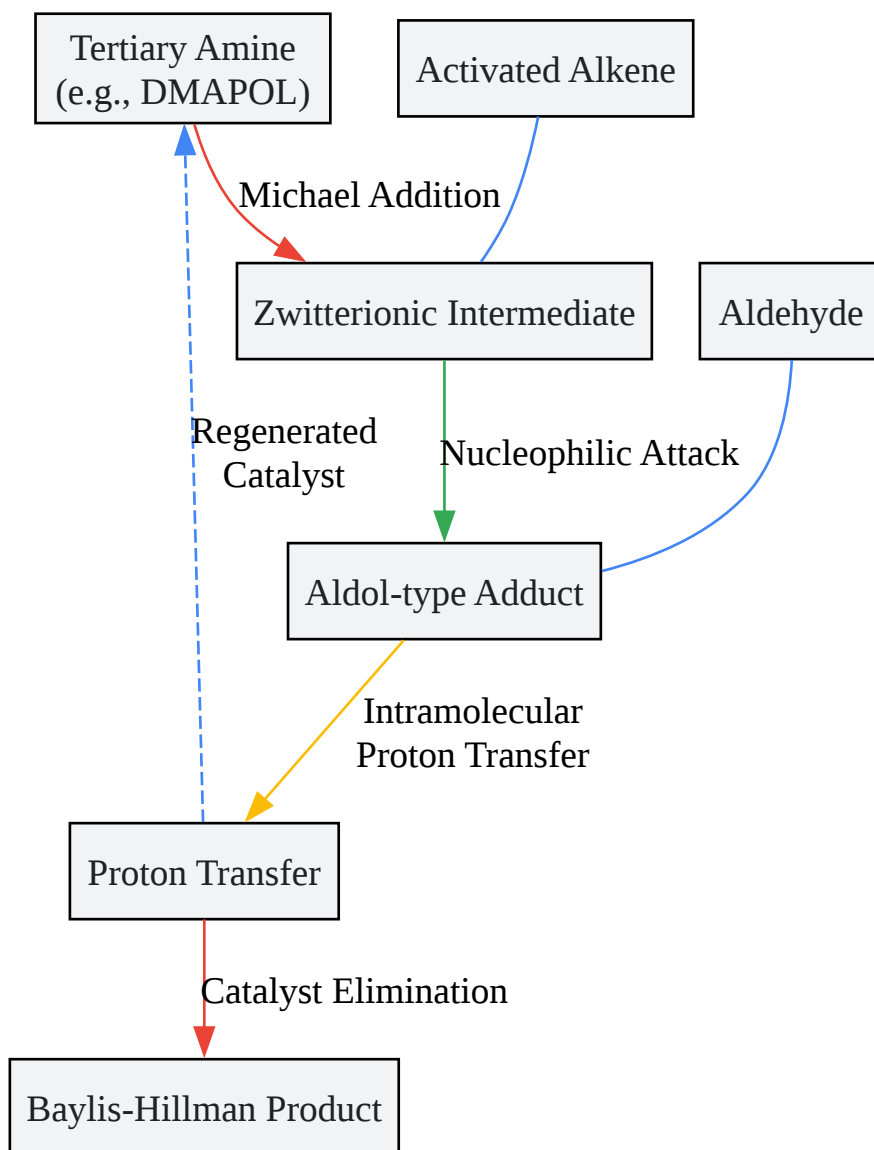 Tertiary Amine
(e.g., DMAPOL)
Activated Alkene
Michael Addition
Zwitterionic Intermediate
Aldehyde
Regenerated
Catalyst
Nucleophilic Attack
Aldol-type Adduct
Intramolecular
Proton Transfer
Proton Transfer
Catalyst Elimination
Baylis-Hillman Product